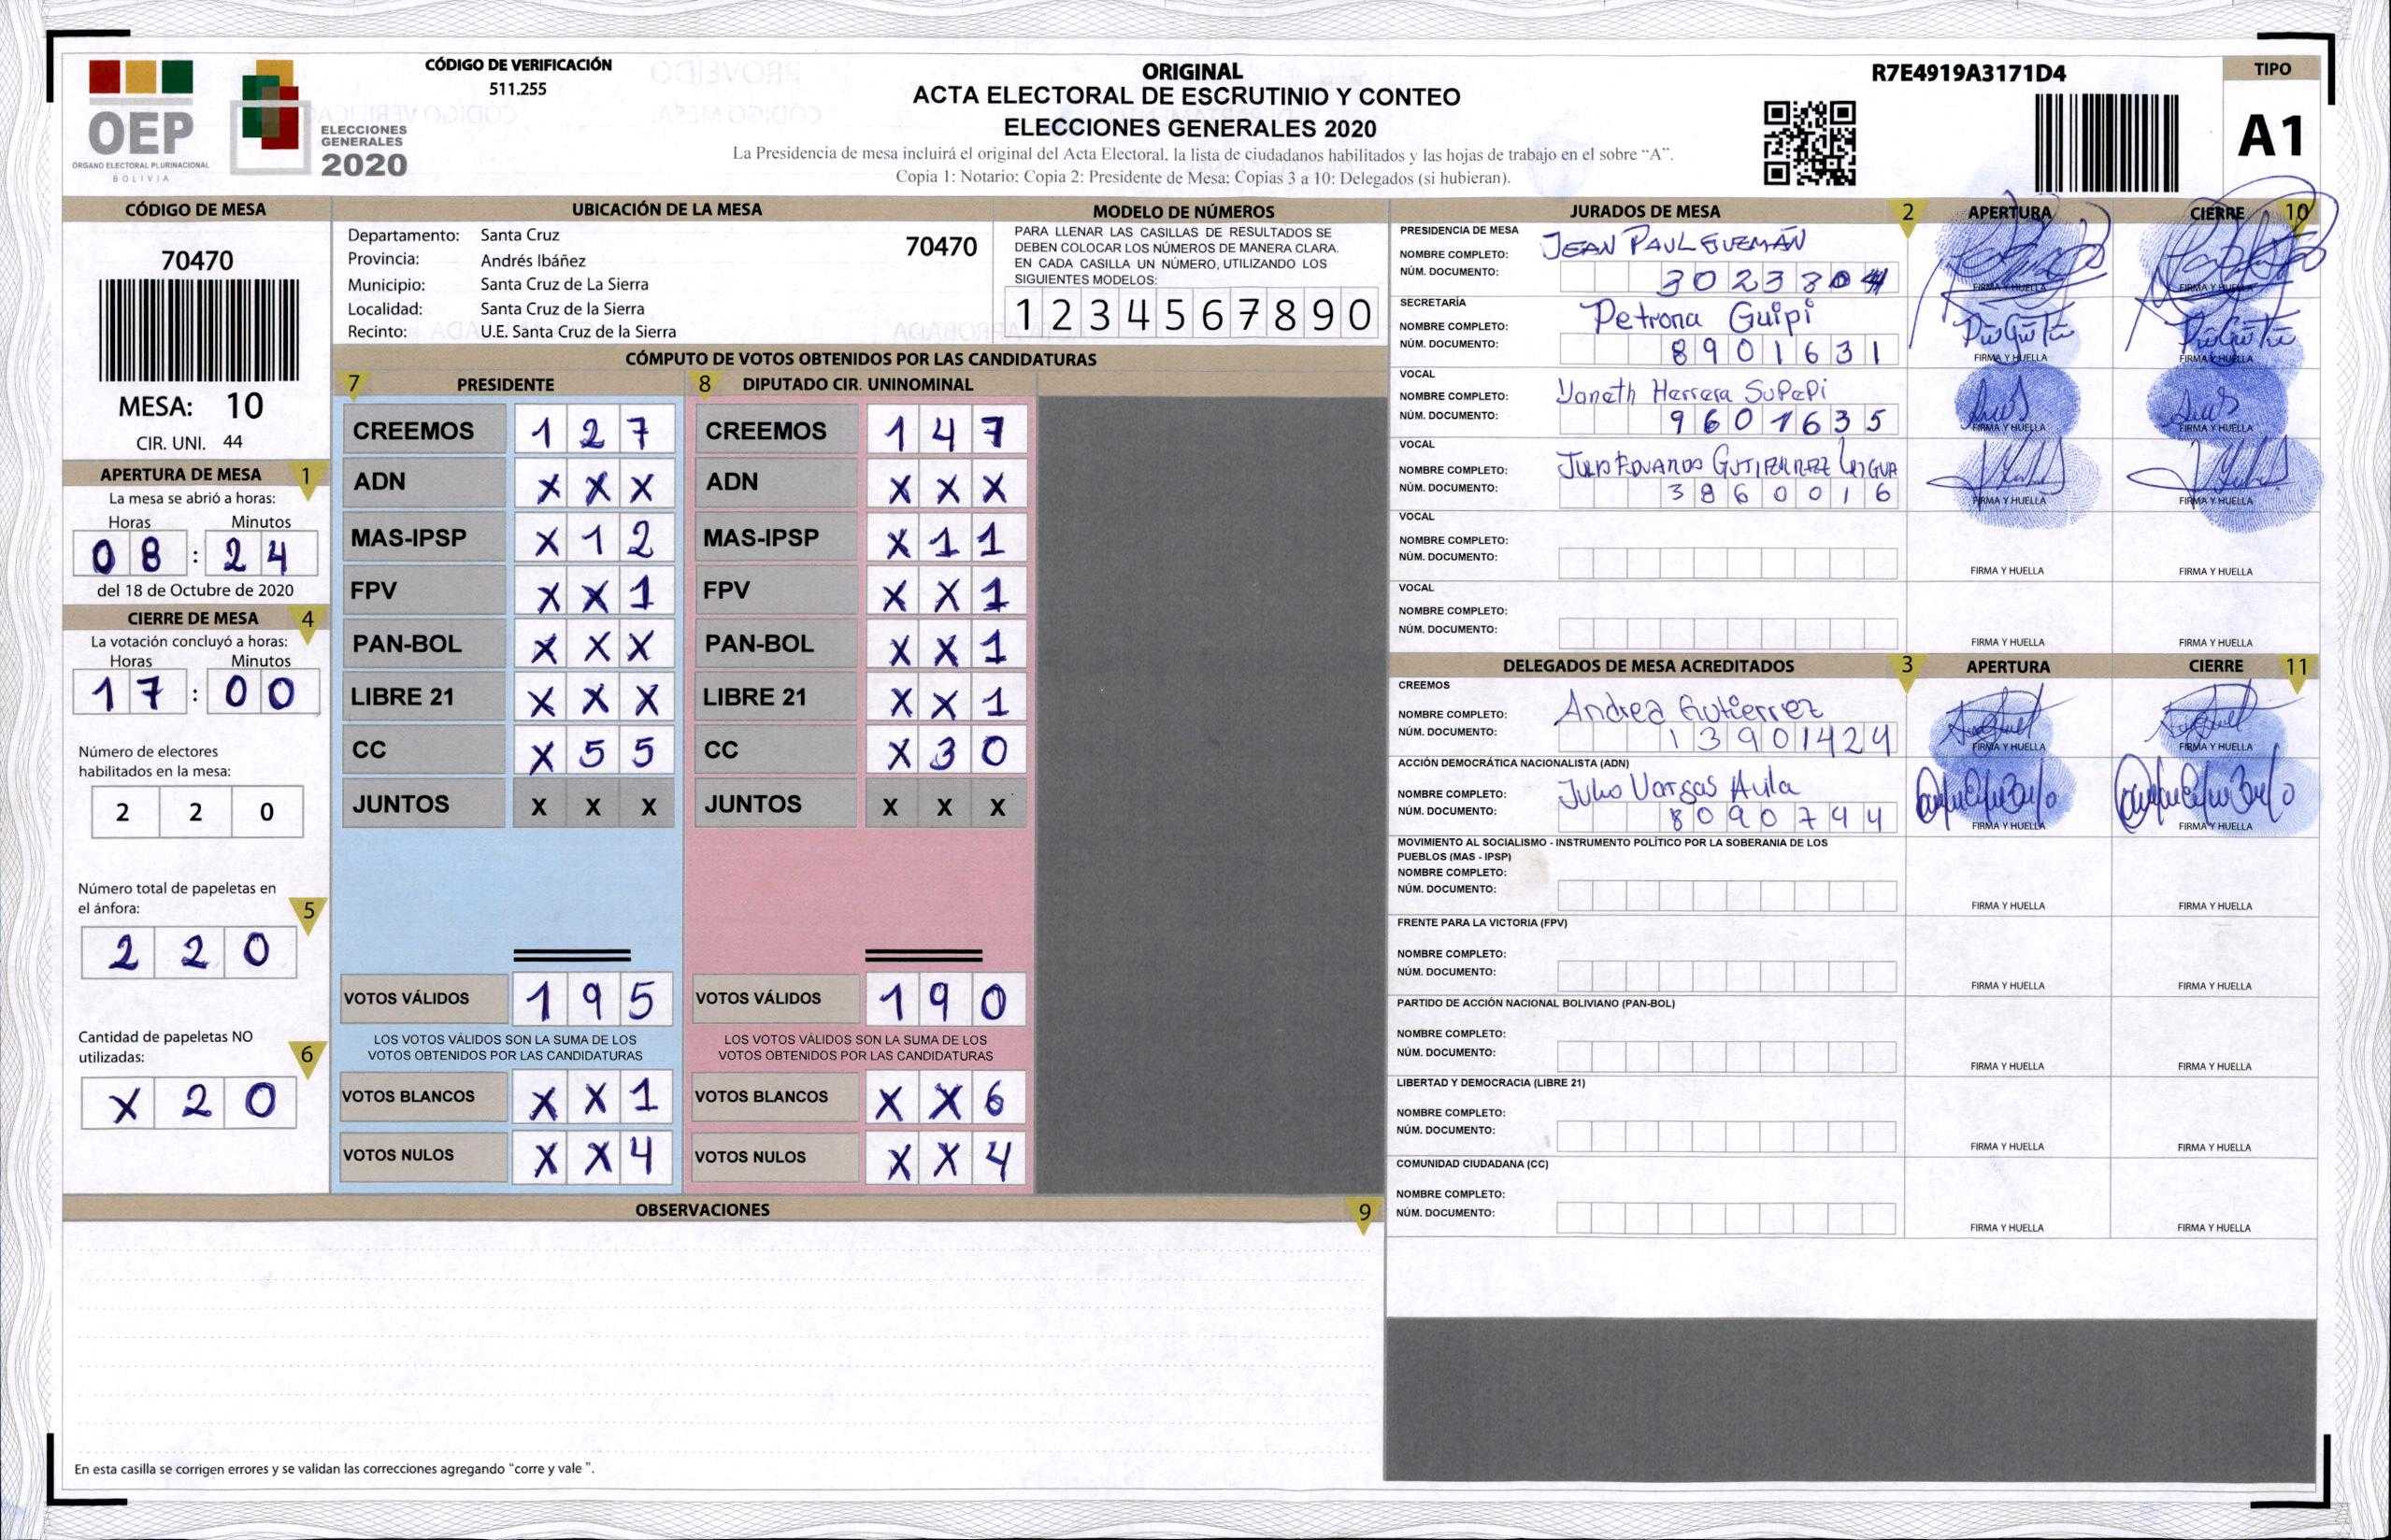 OEP
ÓRGANO ELECTORAL PLURINACIONAL
BOLIVIA
ELECCIONES
GENERALES
2020
CÓDIGO DE VERIFICACIÓN
511.255
ORIGINAL
ACTA ELECTORAL DE ESCRUTINIO Y CONTEO
ELECCIONES GENERALES 2020
La Presidencia de mesa incluirá el original del Acta Electoral, la lista de ciudadanos habilitados y las hojas de trabajo en el sobre “A”.
Copia 1: Notario: Copia 2: Presidente de Mesa: Copias 3 a 10: Delegados (si hubieran).
R7E4919A3171D4
TIPO
A1
CÓDIGO DE MESA
70470
MESA: 10
CIR. UNI. 44
APERTURA DE MESA 1
La mesa se abrió a horas:
Horas Minutos
0 8 : 2 4
del 18 de Octubre de 2020
CIERRE DE MESA 4
La votación concluyó a horas:
Horas Minutos
1 7 : 0 0
Número de electores
habilitados en la mesa:
2 2 0
Número total de papeletas en
el ánfora: 5
2 2 0
Cantidad de papeletas NO
utilizadas: 6
X 2 0
UBICACIÓN DE LA MESA
Departamento: Santa Cruz
70470
Provincia: Andrés Ibáñez
Municipio: Santa Cruz de La Sierra
Localidad: Santa Cruz de la Sierra
Recinto: U.E. Santa Cruz de la Sierra
MODELO DE NÚMEROS
PARA LLENAR LAS CASILLAS DE RESULTADOS SE
DEBEN COLOCAR LOS NÚMEROS DE MANERA CLARA.
EN CADA CASILLA UN NÚMERO, UTILIZANDO LOS
SIGUIENTES MODELOS:
1 2 3 4 5 6 7 8 9 0
CÓMPUTO DE VOTOS OBTENIDOS POR LAS CANDIDATURAS
7 PRESIDENTE
CREEMOS 1 2 7
ADN X X X
MAS-IPSP X 1 2
FPV X X 1
PAN-BOL X X X
LIBRE 21 X X X
CC X 5 5
JUNTOS X X X
VOTOS VÁLIDOS 1 9 5
LOS VOTOS VÁLIDOS SON LA SUMA DE LOS
VOTOS OBTENIDOS POR LAS CANDIDATURAS
VOTOS BLANCOS X X 1
VOTOS NULOS X X 4
8 DIPUTADO CIR. UNINOMINAL
CREEMOS 1 4 7
ADN X X X
MAS-IPSP X 1 1
FPV X X 1
PAN-BOL X X 1
LIBRE 21 X X 1
CC X 3 0
JUNTOS X X X
VOTOS VÁLIDOS 1 9 0
LOS VOTOS VÁLIDOS SON LA SUMA DE LOS
VOTOS OBTENIDOS POR LAS CANDIDATURAS
VOTOS BLANCOS X X 6
VOTOS NULOS X X 4
OBSERVACIONES 9
En esta casilla se corrigen errores y se validan las correcciones agregando “corre y vale ”.
JURADOS DE MESA 2 APERTURA CIERRE 10
PRESIDENCIA DE MESA
NOMBRE COMPLETO: JEAN PAUL GUEMÁN
NÚM. DOCUMENTO:
FIRMA Y HUELLA FIRMA Y HUELLA
SECRETARÍA
NOMBRE COMPLETO: Petrona Guipi
NÚM. DOCUMENTO: 8901631
FIRMA Y HUELLA FIRMA Y HUELLA
VOCAL
NOMBRE COMPLETO: Yaneth Herrera
NÚM. DOCUMENTO: 9601635
FIRMA Y HUELLA FIRMA Y HUELLA
VOCAL
NOMBRE COMPLETO: GUTIERREZ
NÚM. DOCUMENTO: 3860016
FIRMA Y HUELLA FIRMA Y HUELLA
VOCAL
NOMBRE COMPLETO:
NÚM. DOCUMENTO:
FIRMA Y HUELLA FIRMA Y HUELLA
VOCAL
NOMBRE COMPLETO:
NÚM. DOCUMENTO:
FIRMA Y HUELLA FIRMA Y HUELLA
DELEGADOS DE MESA ACREDITADOS 3 APERTURA CIERRE 11
CREEMOS
NOMBRE COMPLETO: Andrea Gutierrez
NÚM. DOCUMENTO: 13901424
FIRMA Y HUELLA FIRMA Y HUELLA
ACCIÓN DEMOCRÁTICA NACIONALISTA (ADN)
NOMBRE COMPLETO: Julio Vargas Avila
NÚM. DOCUMENTO: 8090744
FIRMA Y HUELLA FIRMA Y HUELLA
MOVIMIENTO AL SOCIALISMO - INSTRUMENTO POLÍTICO POR LA SOBERANIA DE LOS
PUEBLOS (MAS - IPSP)
NOMBRE COMPLETO:
NÚM. DOCUMENTO:
FIRMA Y HUELLA FIRMA Y HUELLA
FRENTE PARA LA VICTORIA (FPV)
NOMBRE COMPLETO:
NÚM. DOCUMENTO:
FIRMA Y HUELLA FIRMA Y HUELLA
PARTIDO DE ACCIÓN NACIONAL BOLIVIANO (PAN-BOL)
NOMBRE COMPLETO:
NÚM. DOCUMENTO:
FIRMA Y HUELLA FIRMA Y HUELLA
LIBERTAD Y DEMOCRACIA (LIBRE 21)
NOMBRE COMPLETO:
NÚM. DOCUMENTO:
FIRMA Y HUELLA FIRMA Y HUELLA
COMUNIDAD CIUDADANA (CC)
NOMBRE COMPLETO:
NÚM. DOCUMENTO:
FIRMA Y HUELLA FIRMA Y HUELLA